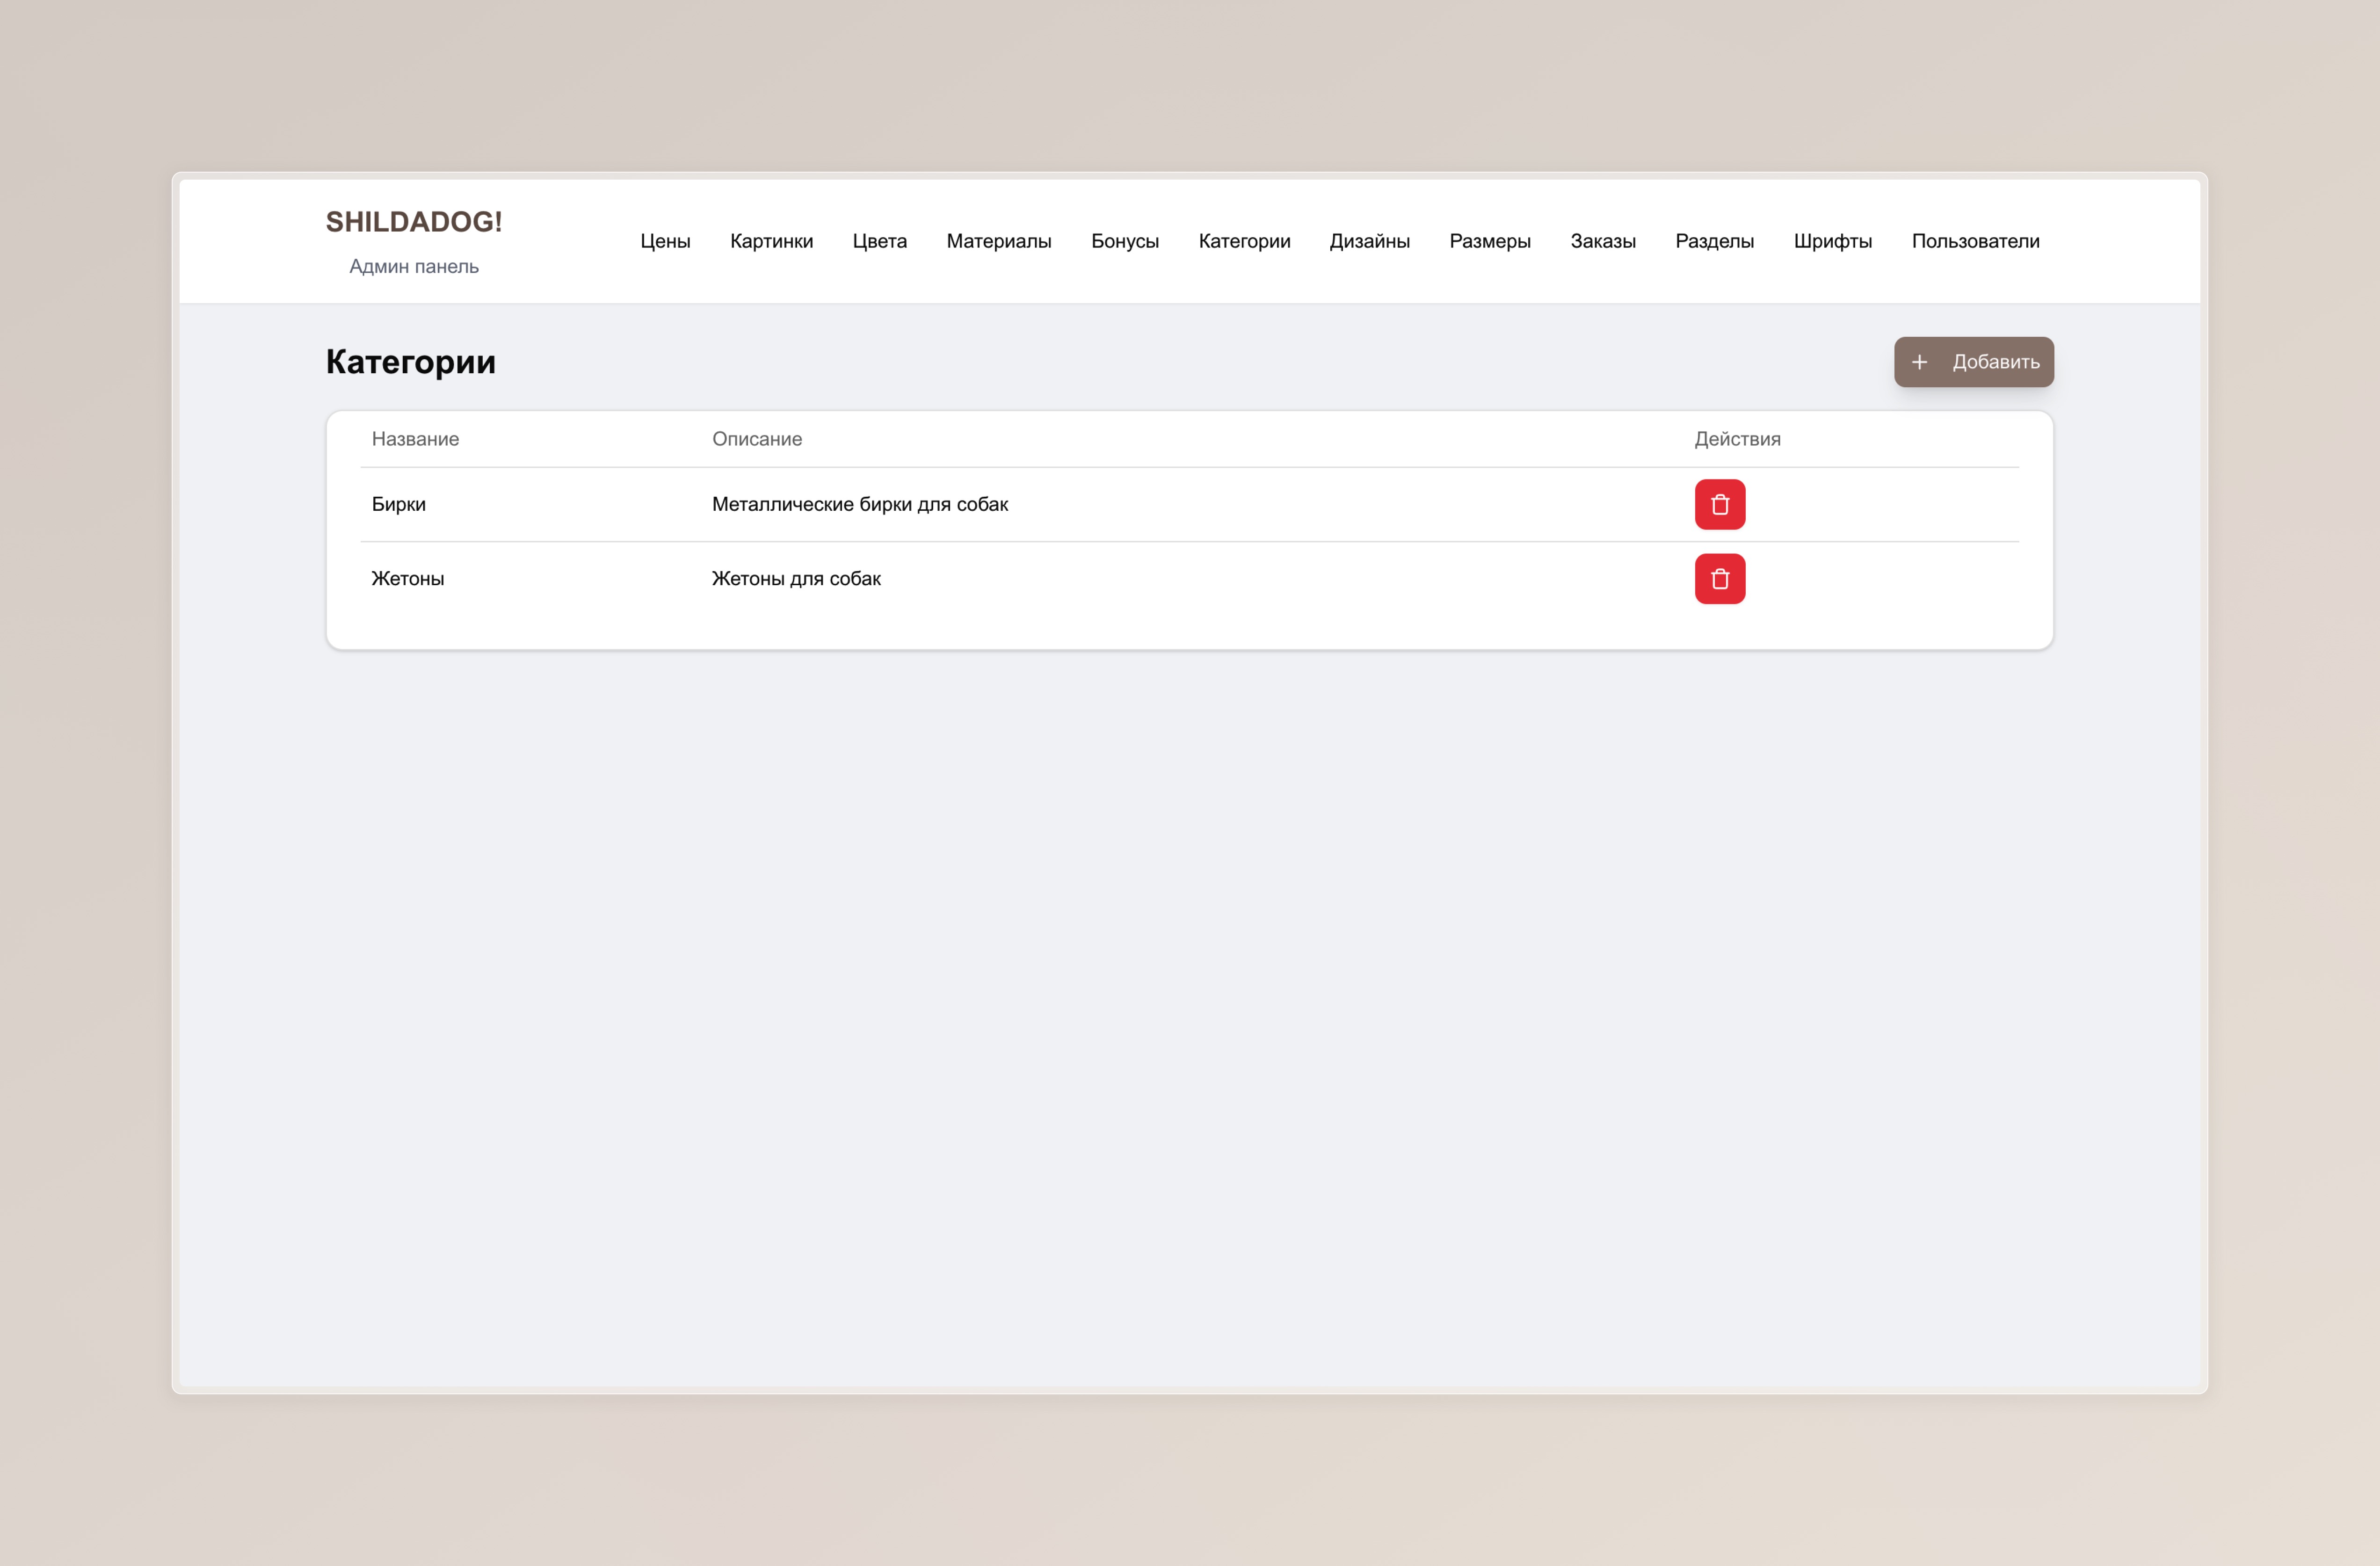 SHILDADOG!
Админ панель
Цены Картинки Цвета Материалы Бонусы Категории Дизайны Размеры Заказы Разделы Шрифты Пользователи
Категории
+ Добавить
Название Описание Действия
Бирки Металлические бирки для собак
Жетоны Жетоны для собак